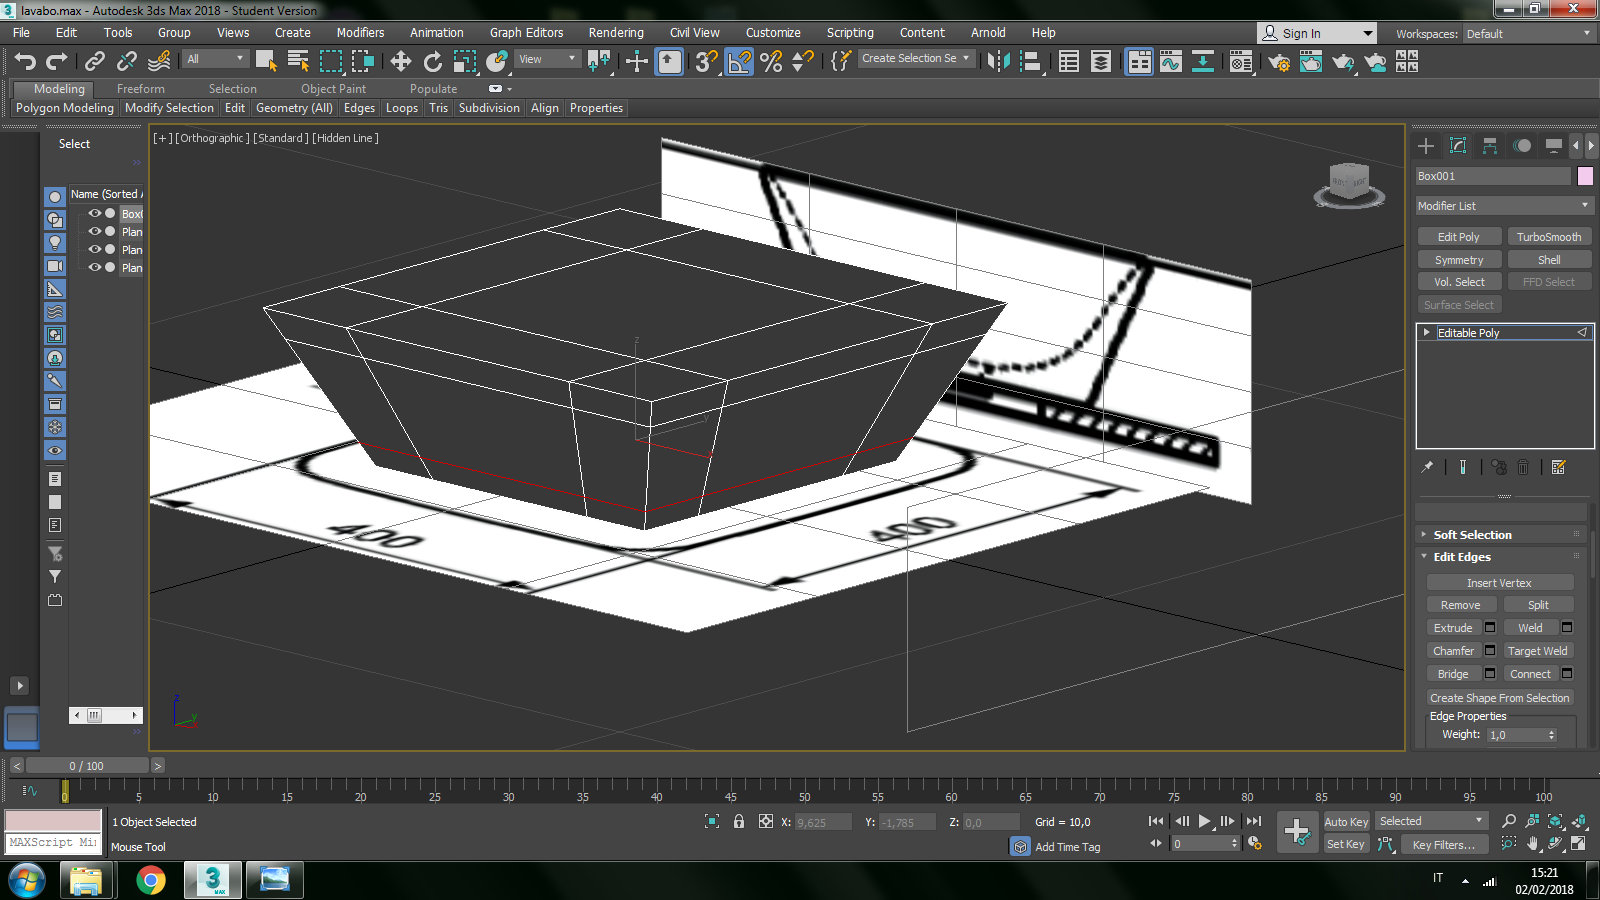 lavabo.max - Autodesk 3ds Max 2018 - Student Version
File Edit Tools Group Views Create Modifiers Animation Graph Editors Rendering Civil View Customize Scripting Content Arnold Help
Sign In
Workspaces: Default
All
View
Create Selection Se
Modeling Freeform Selection Object Paint Populate
Polygon Modeling Modify Selection Edit Geometry (All) Edges Loops Tris Subdivision Align Properties
Select
Name (Sorted A
Plan
Plan
Plan
[+] [Orthographic] [Standard] [Hidden Line]
400
400
z
y
x
z
y
Box001
Modifier List
Edit Poly TurboSmooth
Symmetry Shell
Vol. Select FFD Select
Surface Select
Editable Poly
Soft Selection
Edit Edges
Insert Vertex
Remove Split
Extrude Weld
Chamfer Target Weld
Bridge Connect
Create Shape From Selection
Edge Properties
Weight: 1,0
< 0 / 100 >
0 5 10 15 20 25 30 35 40 45 50 55 60 65 70 75 80 85 90 95 100
1 Object Selected
X: 9,625 Y: -1,785 Z: 0,0 Grid = 10,0
Auto Key Selected
MAXScript Mi
Mouse Tool
Add Time Tag
0
Set Key Key Filters...
3
MAX
IT
15:21
02/02/2018